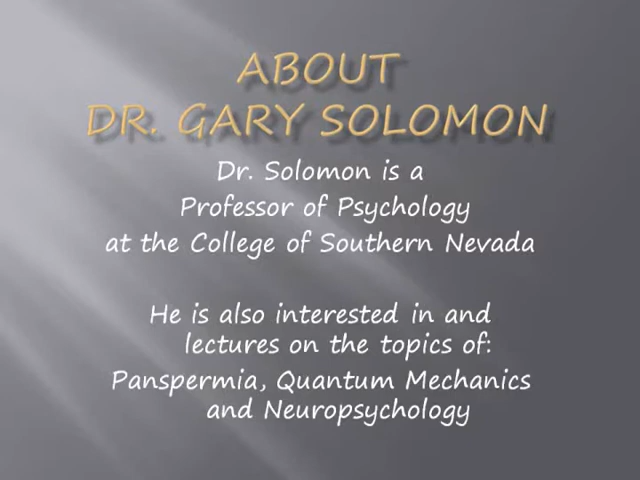 ABOUT
DR. GARY SOLOMON
Dr. Solomon is a
Professor of Psychology
at the College of Southern Nevada
He is also interested in and
lectures on the topics of:
Panspermia, Quantum Mechanics
and Neuropsychology